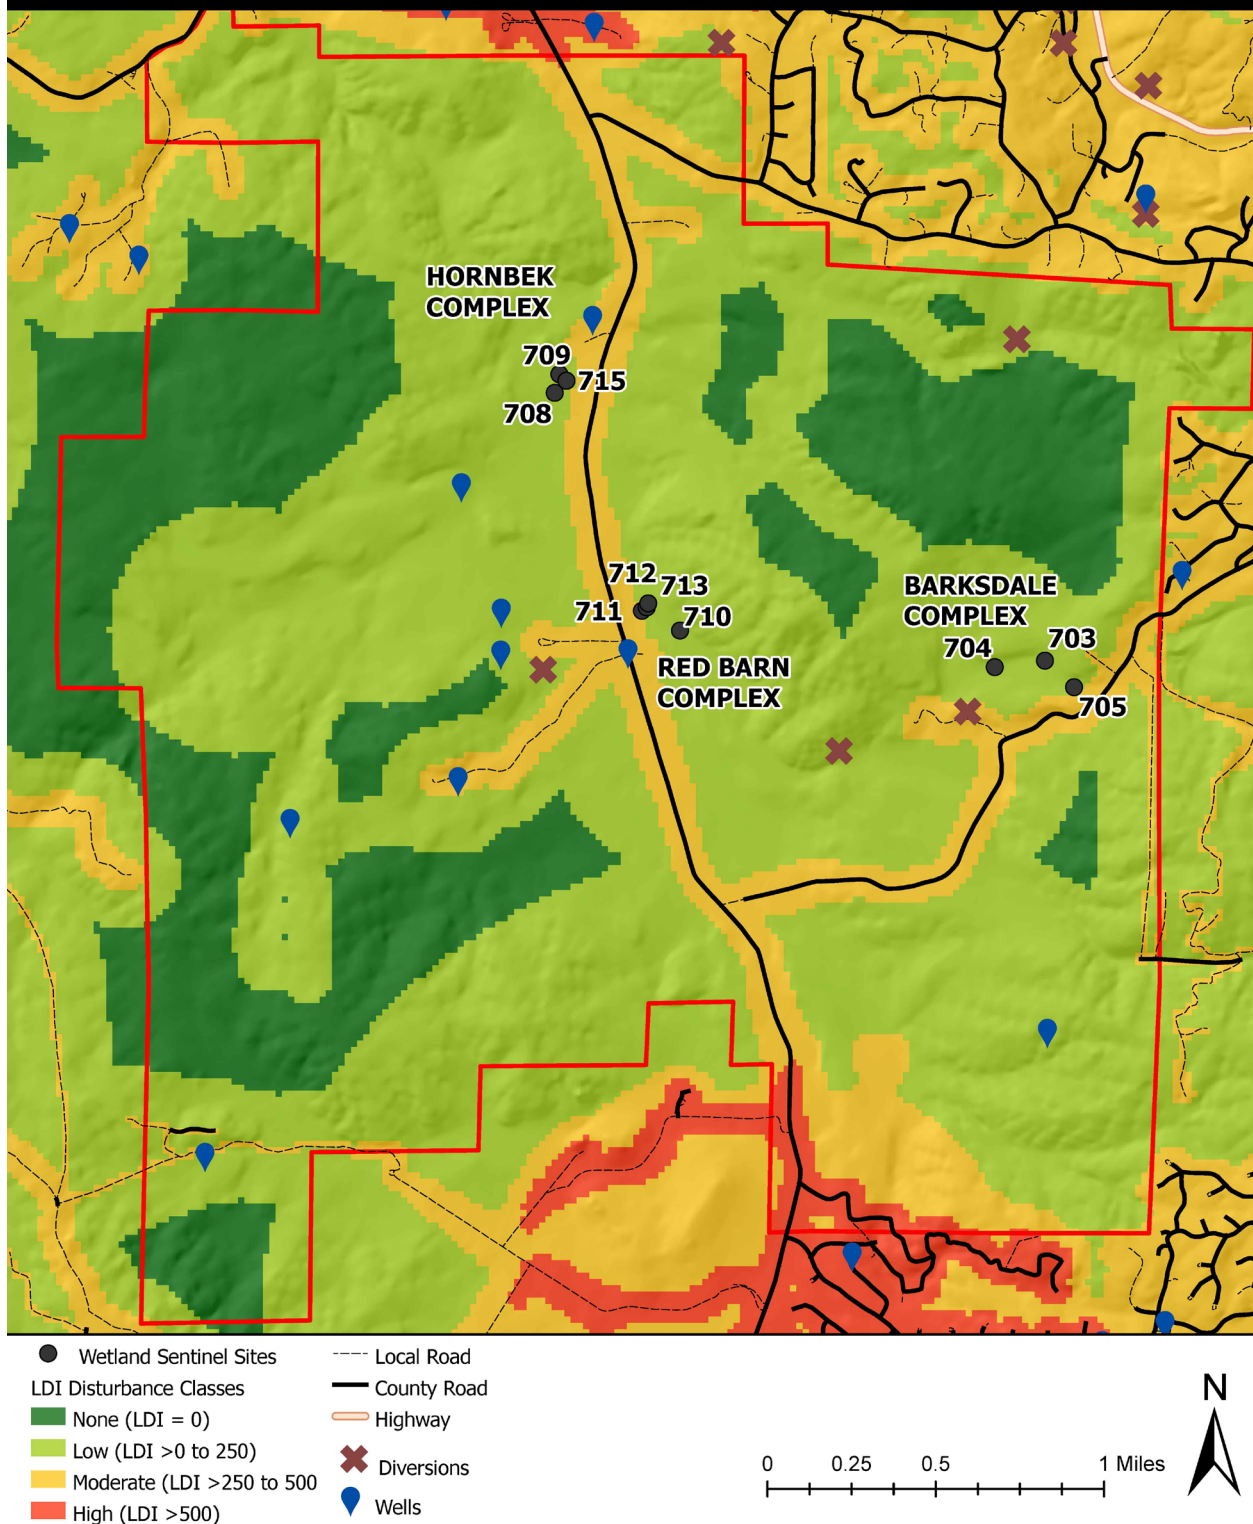 HORNBEK
COMPLEX
709
715
708
712
713
711
710
RED BARN
COMPLEX
BARKSDALE
COMPLEX
704
703
705
Wetland Sentinel Sites
LDI Disturbance Classes
None (LDI = 0)
Low (LDI >0 to 250)
Moderate (LDI >250 to 500
High (LDI >500)
Local Road
County Road
Highway
Diversions
Wells
0 0.25 0.5 1 Miles
N